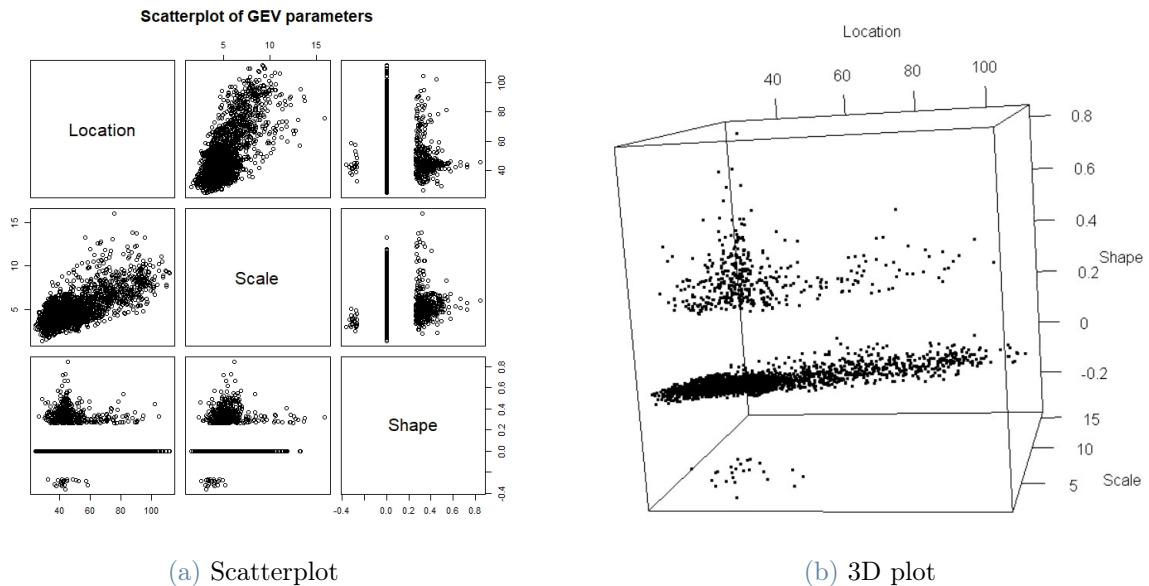 Scatterplot of GEV parameters
5 10 15
Location
40 60 80 100
5 10 15
Scale
Shape
-0.4 0.0 0.2 0.4 0.6 0.8
40 60 80 100
-0.4 0.0 0.2 0.4 0.6 0.8
(a) Scatterplot
Location
40 60 80 100
0.8
0.6
0.4
0.2
Shape
0
-0.2
15
10
5
Scale
(b) 3D plot